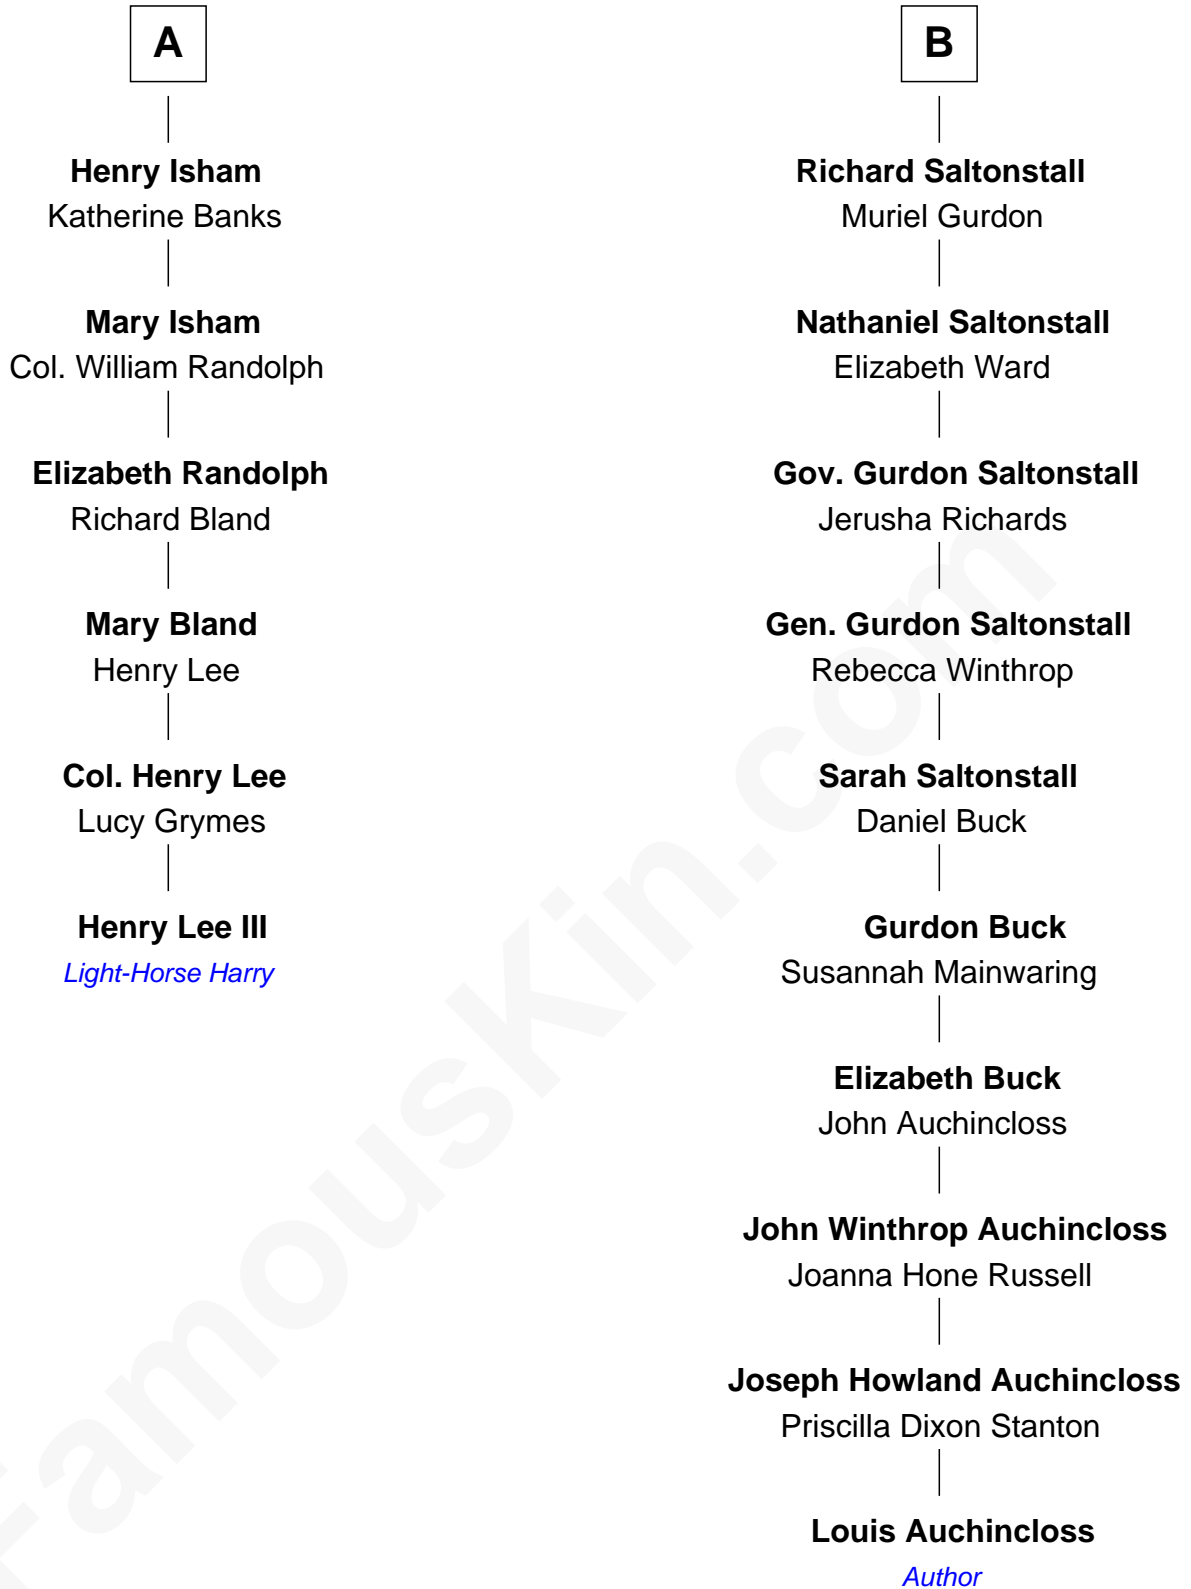 A
Henry Isham
Katherine Banks
Mary Isham
Col. William Randolph
Elizabeth Randolph
Richard Bland
Mary Bland
Henry Lee
Col. Henry Lee
Lucy Grymes
Henry Lee III
Light-Horse Harry
B
Richard Saltonstall
Muriel Gurdon
Nathaniel Saltonstall
Elizabeth Ward
Gov. Gurdon Saltonstall
Jerusha Richards
Gen. Gurdon Saltonstall
Rebecca Winthrop
Sarah Saltonstall
Daniel Buck
Gurdon Buck
Susannah Mainwaring
Elizabeth Buck
John Auchincloss
John Winthrop Auchincloss
Joanna Hone Russell
Joseph Howland Auchincloss
Priscilla Dixon Stanton
Louis Auchincloss
Author
FamousKin.com